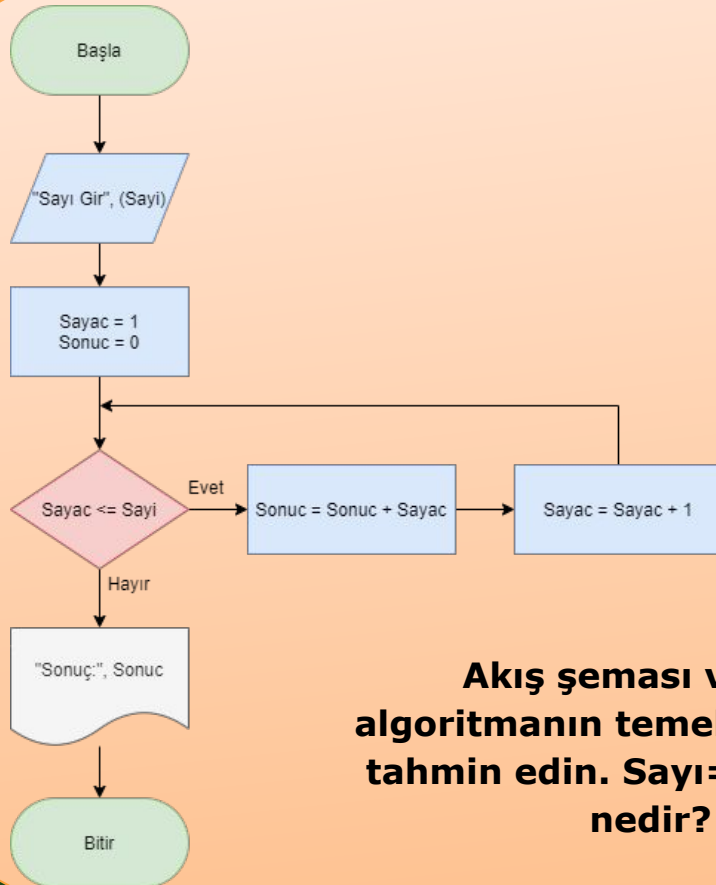 Başla
"Sayı Gir", (Sayi)
Sayac = 1
Sonuc = 0
Sayac <= Sayi
Evet
Sonuc = Sonuc + Sayac
Sayac = Sayac + 1
Hayır
"Sonuç:", Sonuc
Bitir
Akış şeması
algoritmanın
tahmin edin. Sayı=
nedir?